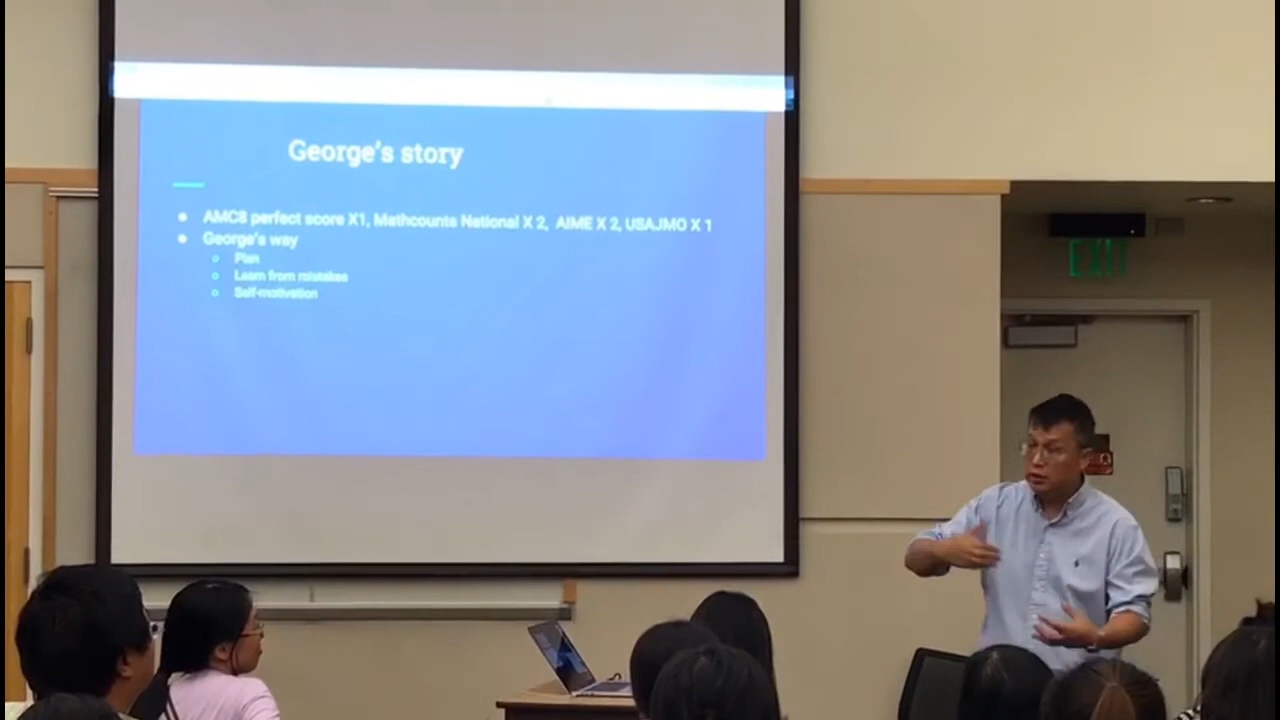 George's story
AMC8 perfect score X1, Mathcounts National X 2, AIME X 2, USAJMO X 1
George's way
Plan
Learn from mistakes
Self-motivation
EXIT